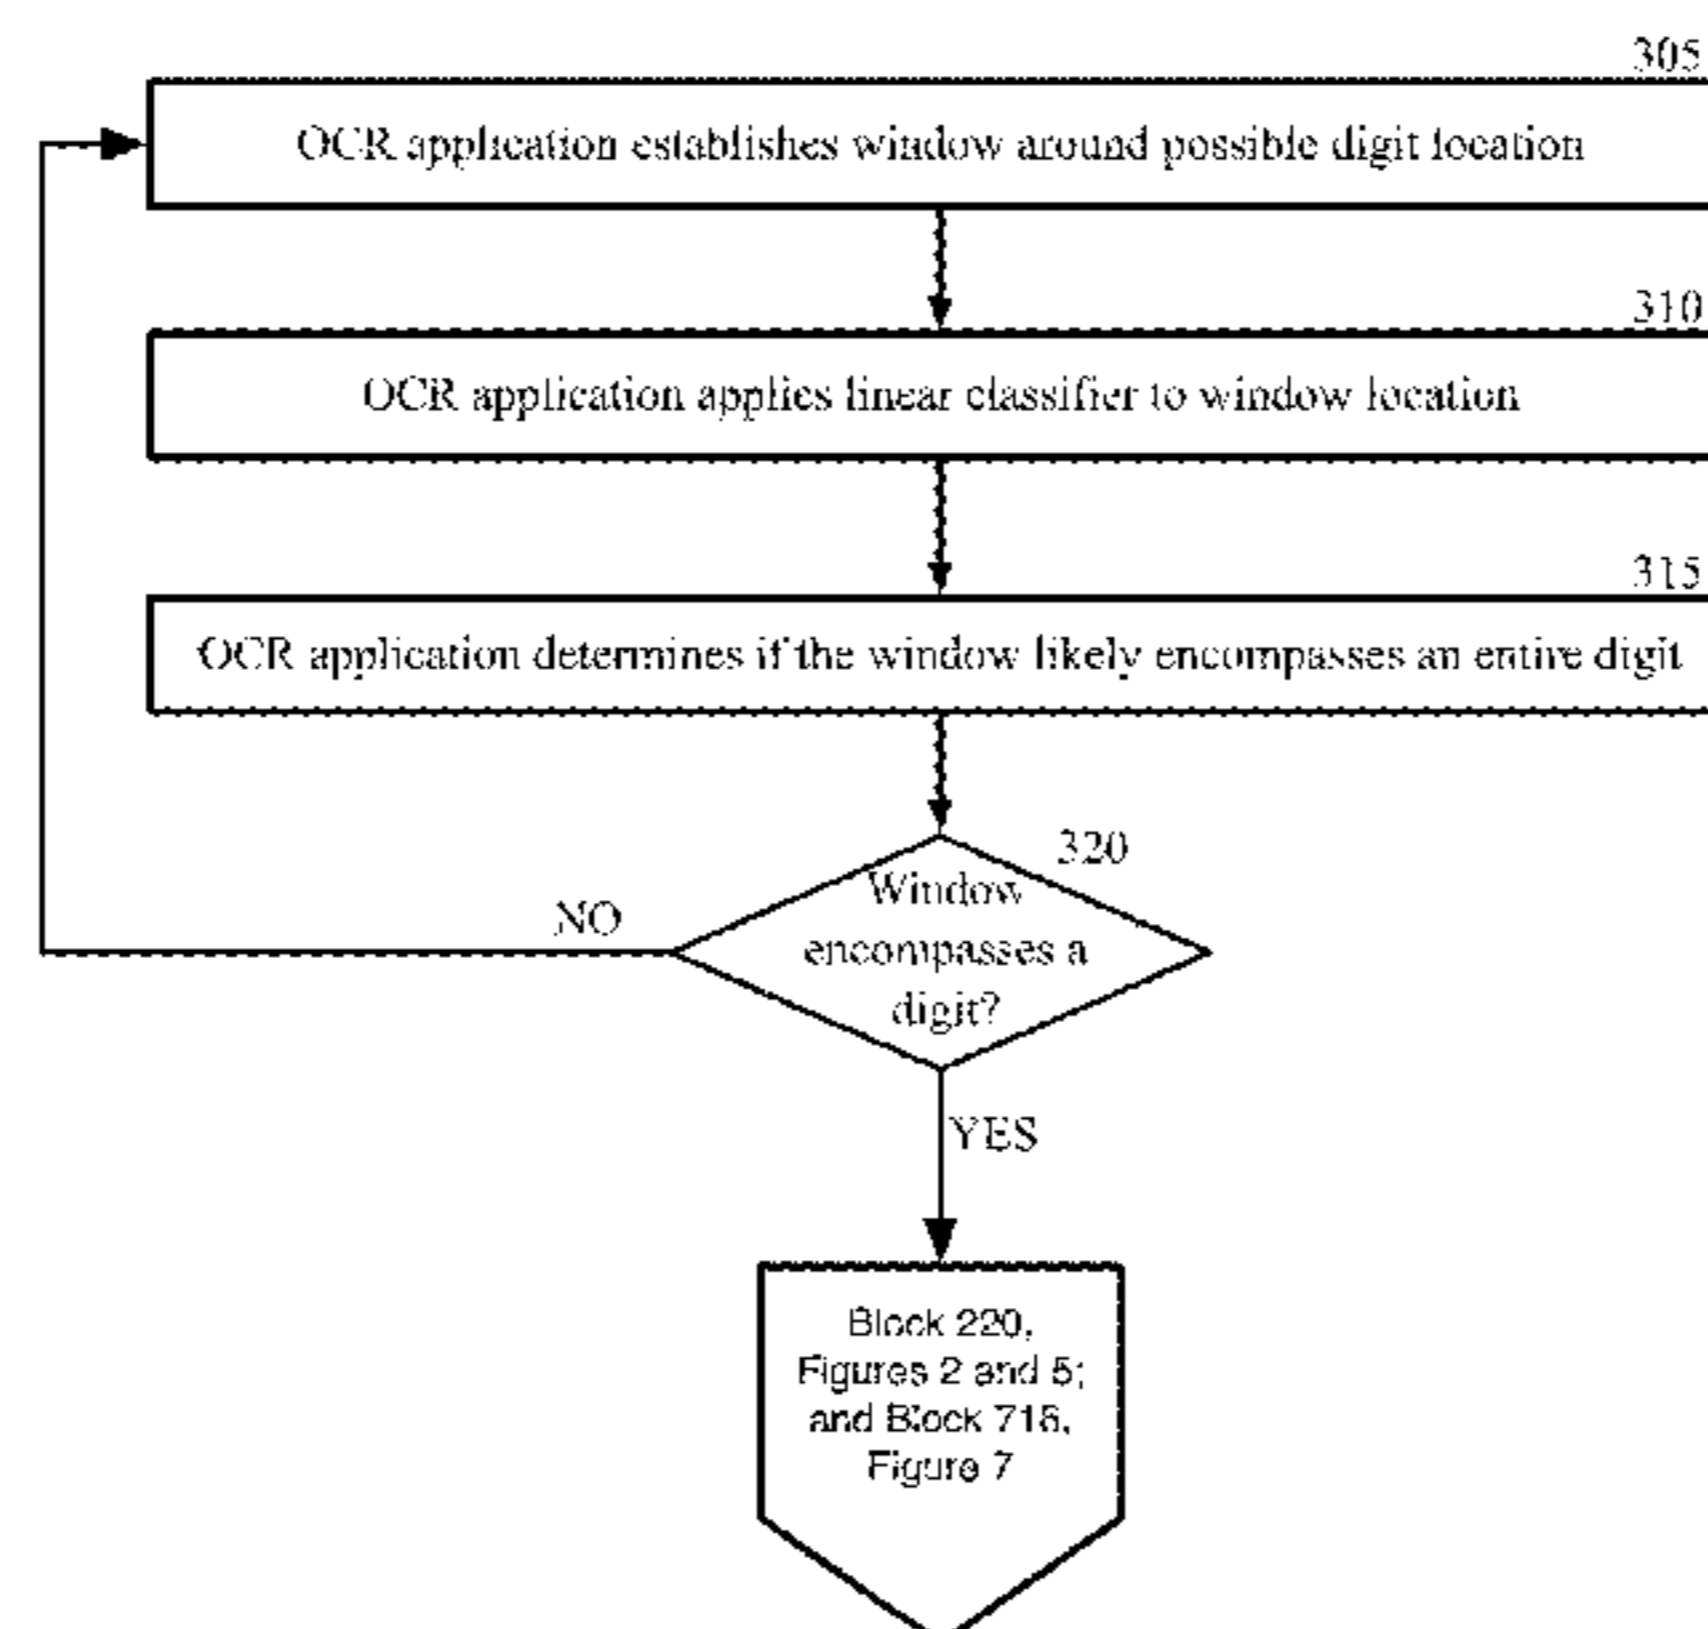 305
OCR application establishes window around possible digit location
310
OCR application applies linear classifier to window location
315
OCR application determines if the window likely encompasses an entire digit
320
Window
encompasses a
digit?
NO
YES
Block 220,
Figures 2 and 5;
and Block 715,
Figure 7